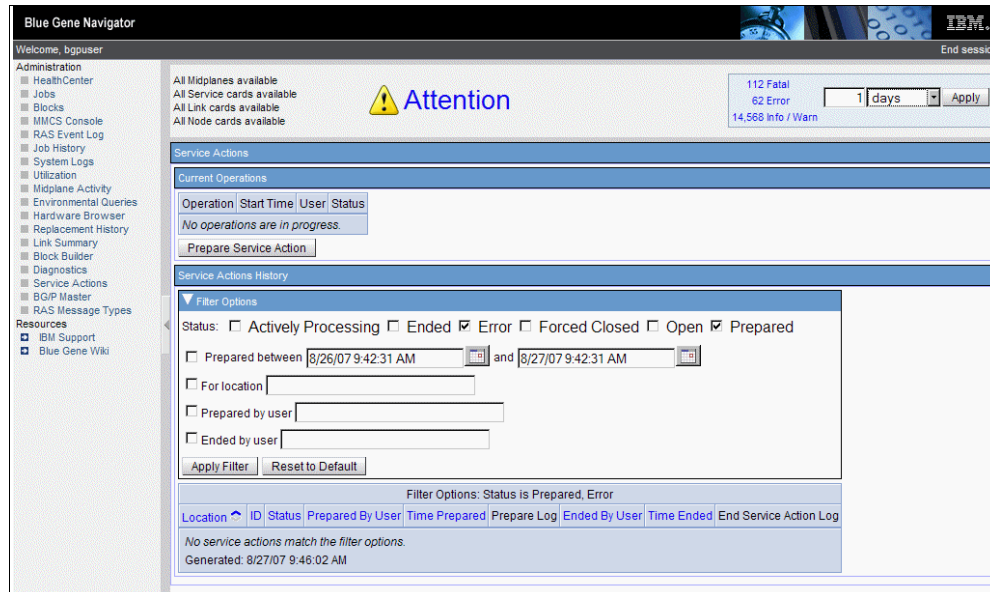 Blue Gene Navigator
IBM.
Welcome, bgpuser
End sessio
Administration
HealthCenter
Jobs
Blocks
MMCS Console
RAS Event Log
Job History
System Logs
Utilization
Midplane Activity
Environmental Queries
Hardware Browser
Replacement History
Link Summary
Block Builder
Diagnostics
Service Actions
BG/P Master
RAS Message Types
Resources
IBM Support
Blue Gene Wiki
All Midplanes available
All Service cards available
All Link cards available
All Node cards available
Attention
112 Fatal
62 Error
14,568 Info / Warn
1 days Apply
Service Actions
Current Operations
Operation Start Time User Status
No operations are in progress.
Prepare Service Action
Service Actions History
Filter Options
Status: Actively Processing Ended Error Forced Closed Open Prepared
Prepared between 8/26/07 9:42:31 AM and 8/27/07 9:42:31 AM
For location
Prepared by user
Ended by user
Apply Filter Reset to Default
Filter Options: Status is Prepared, Error
Location ID Status Prepared By User Time Prepared Prepare Log Ended By User Time Ended End Service Action Log
No service actions match the filter options.
Generated: 8/27/07 9:46:02 AM